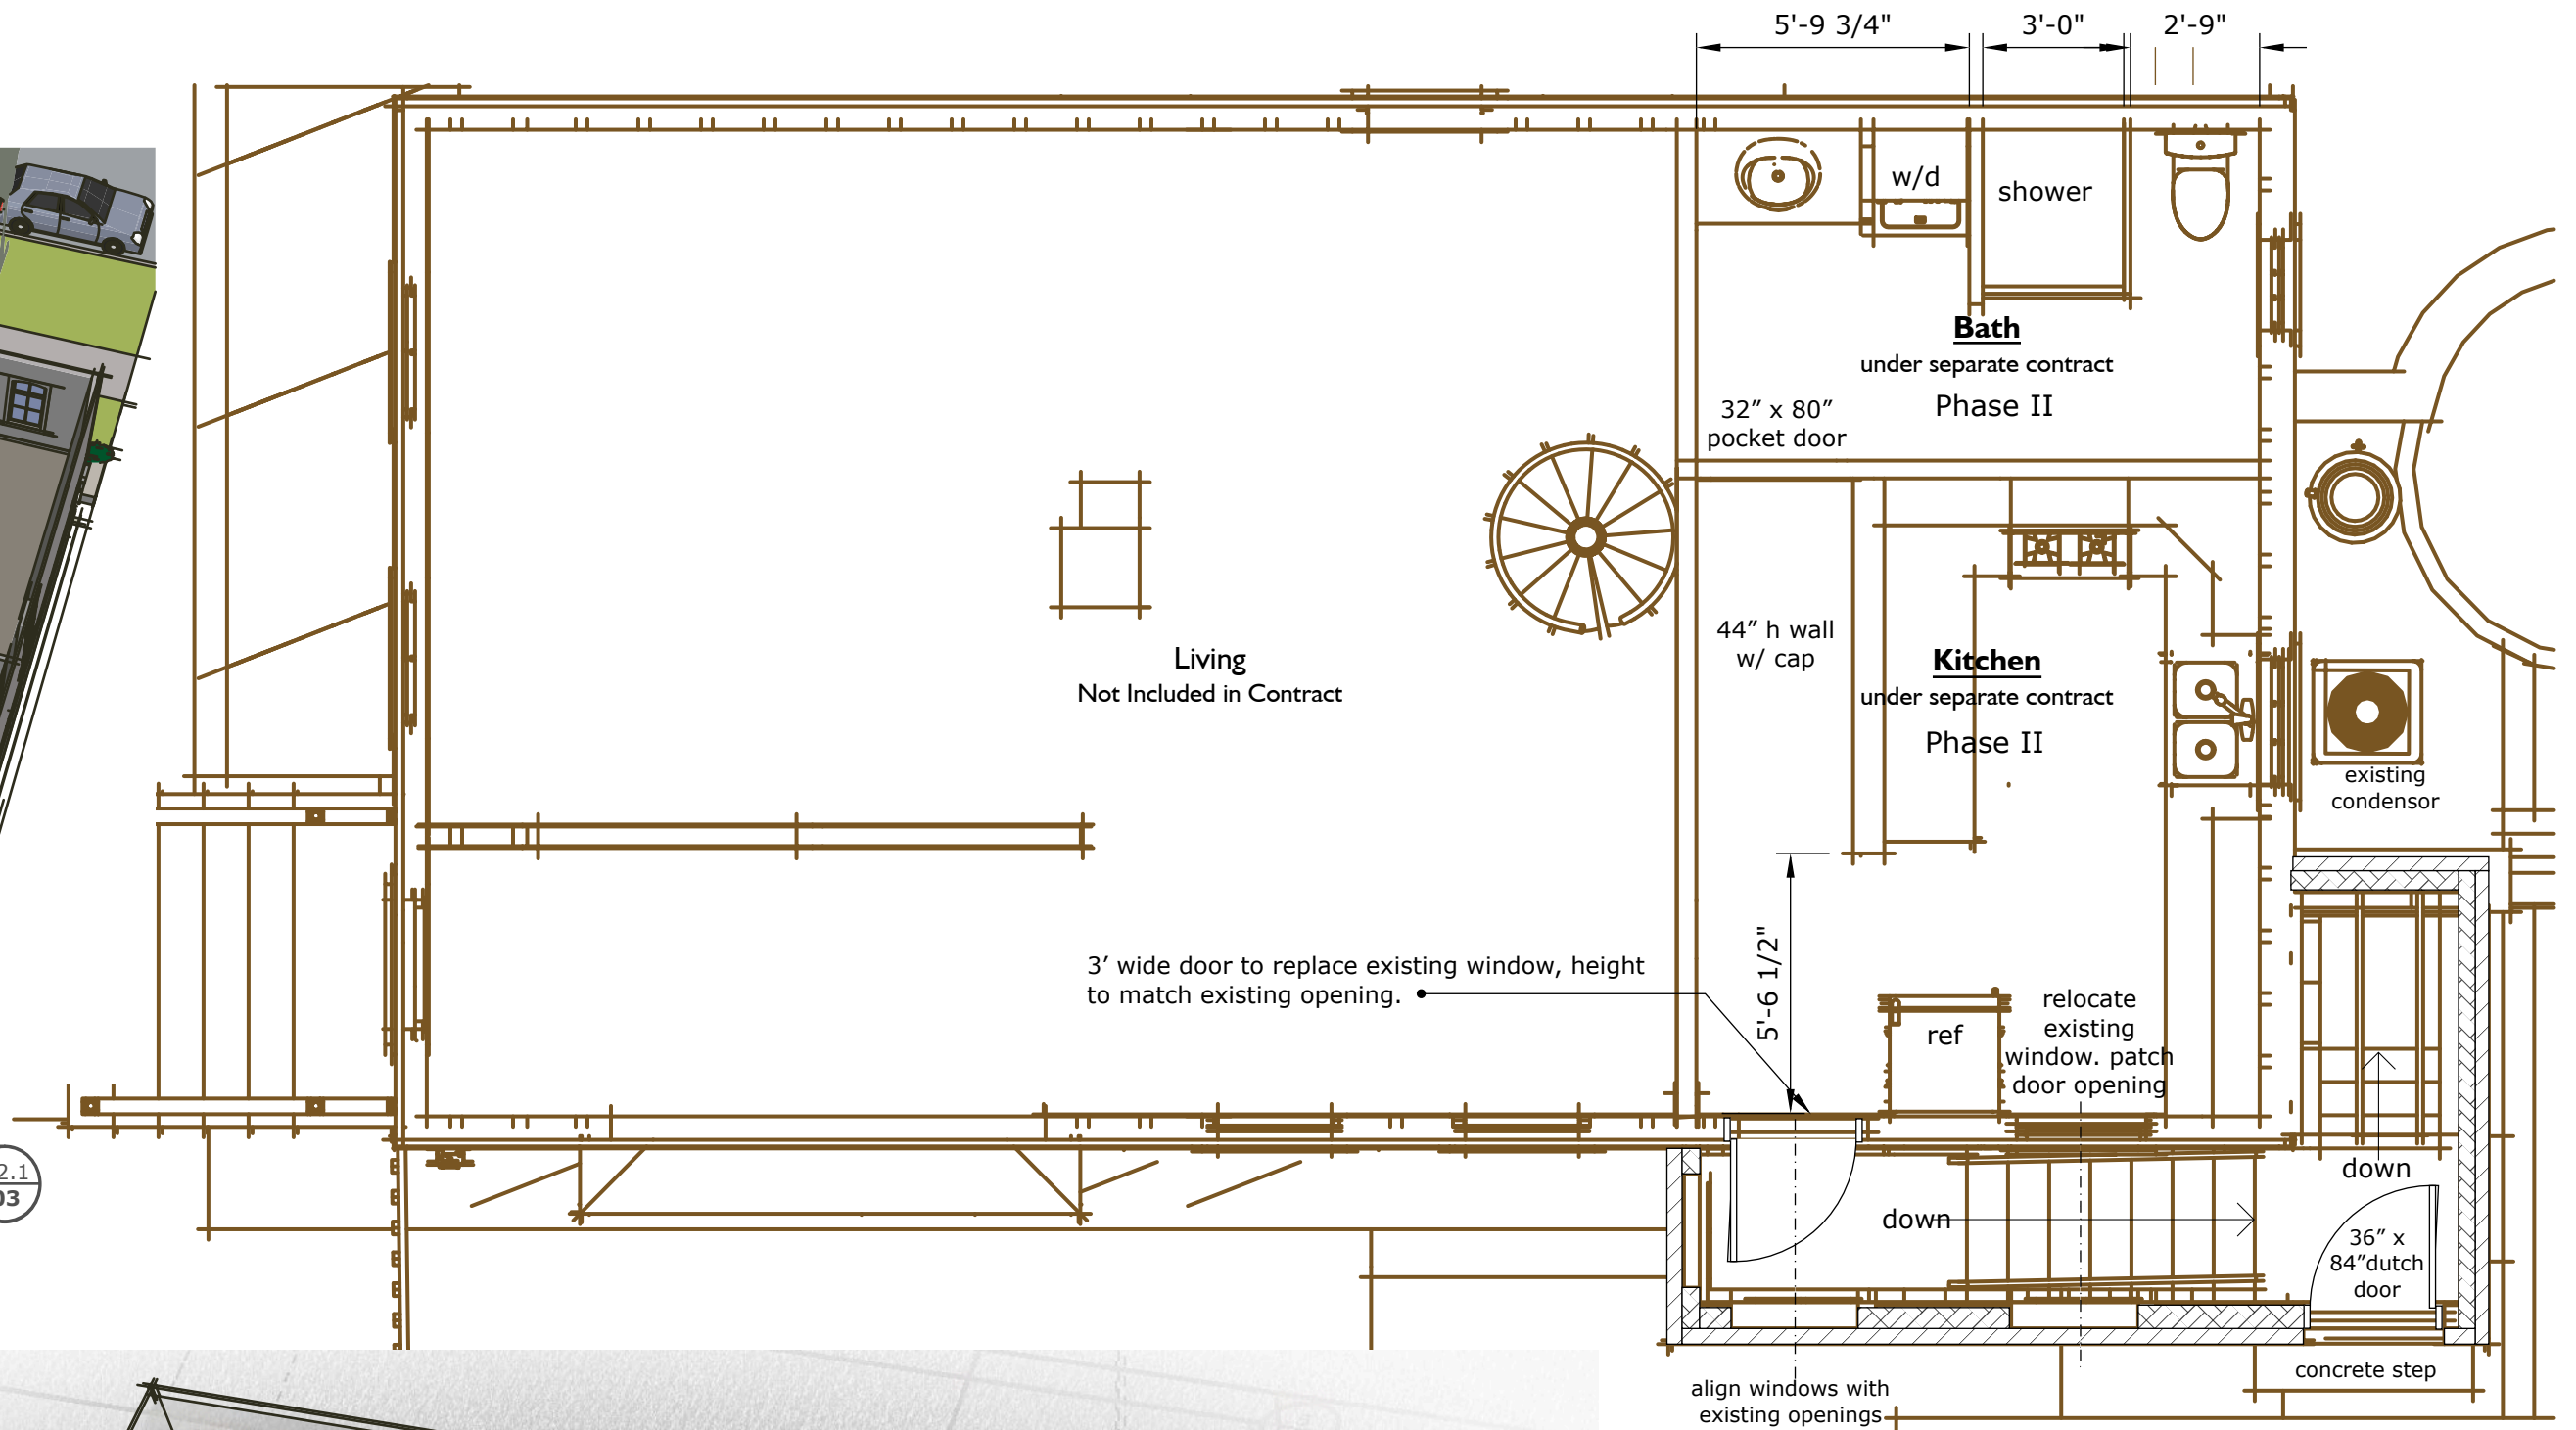 5'-9 3/4"
3'-0"
2'-9"
w/d
shower
Bath
under separate contract
Phase II
32" x 80"
pocket door
44" h wall
w/ cap
Living
Not Included in Contract
Kitchen
under separate contract
Phase II
existing
condensor
3' wide door to replace existing window, height
to match existing opening.
5'-6 1/2"
ref
relocate
existing
window. patch
door opening
2.1
03
down
down
36" x
84"dutch
door
concrete step
align windows with
existing openings